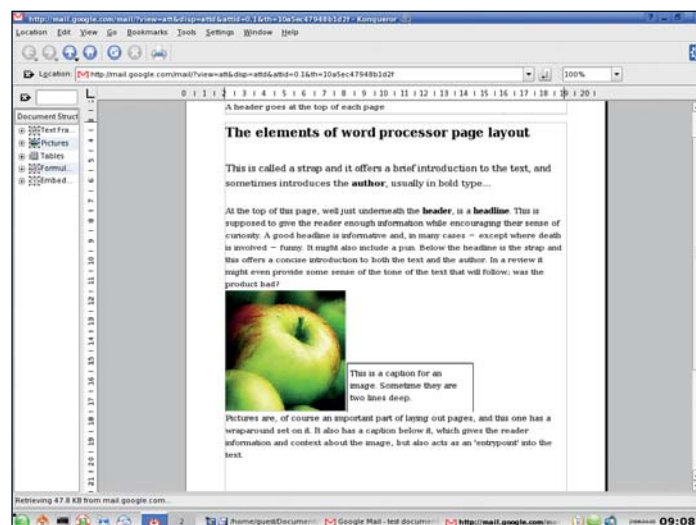 http://mail.google.com/mail/?view=att&disp=attd&attid=0.1&th=10a5ec47948b1d2f - Konqueror
Location Edit View Go Bookmarks Tools Settings Window Help
Location: http://mail.google.com/mail/?view=att&disp=attd&attid=0.1&th=10a5ec47948b1d2f 100%
Document Struct
Text Fra...
Pictures
Tables
Formul...
Embed...
A header goes at the top of each page
The elements of word processor page layout
This is called a strap and it offers a brief introduction to the text, and
sometimes introduces the author, usually in bold type...
At the top of this page, well just underneath the header, is a headline. This is
supposed to give the reader enough information while encouraging their sense of
curiosity. A good headline is informative and, in many cases – except where death
is involved – funny. It might also include a pun. Below the headline is the strap and
this offers a concise introduction to both the text and the author. In a review it
might even provide some sense of the tone of the text that will follow; was the
product bad?
This is a caption for an
image. Sometime they are
two lines deep.
Pictures are, of course an important part of laying out pages, and this one has a
wraparound set on it. It also has a caption below it, which gives the reader
information and context about the image, but also acts as an 'entrypoint' into the
text.
Retrieving 47.8 KB from mail.google.com...
2 /home/guest/Document Google Mail - test documen http://mail.google.com/m 09:08